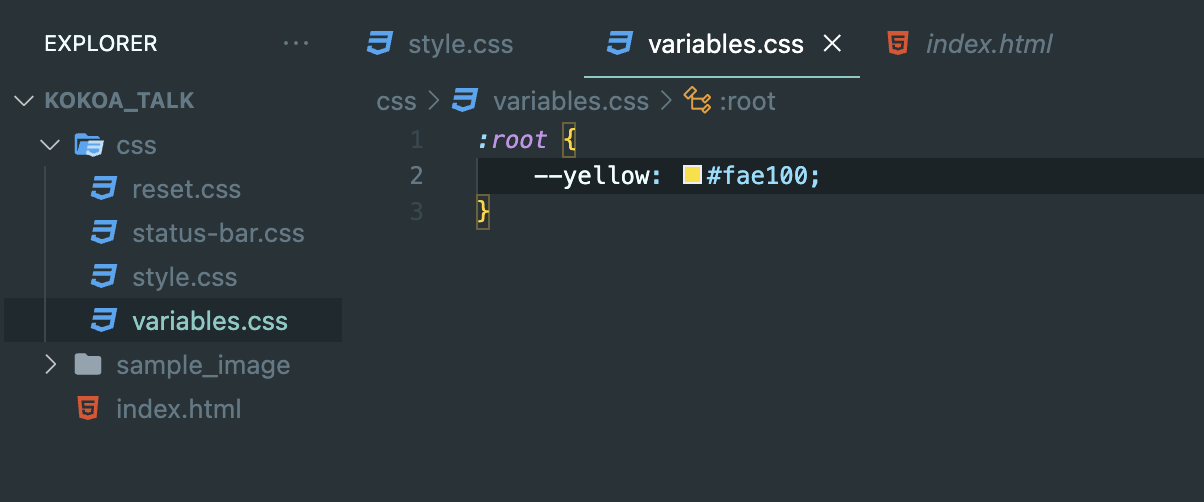 EXPLORER ...
KOKOA_TALK
css
reset.css
status-bar.css
style.css
variables.css
sample_image
index.html
style.css variables.css index.html
css > variables.css > :root
1 :root {
2 --yellow: #fae100;
3 }